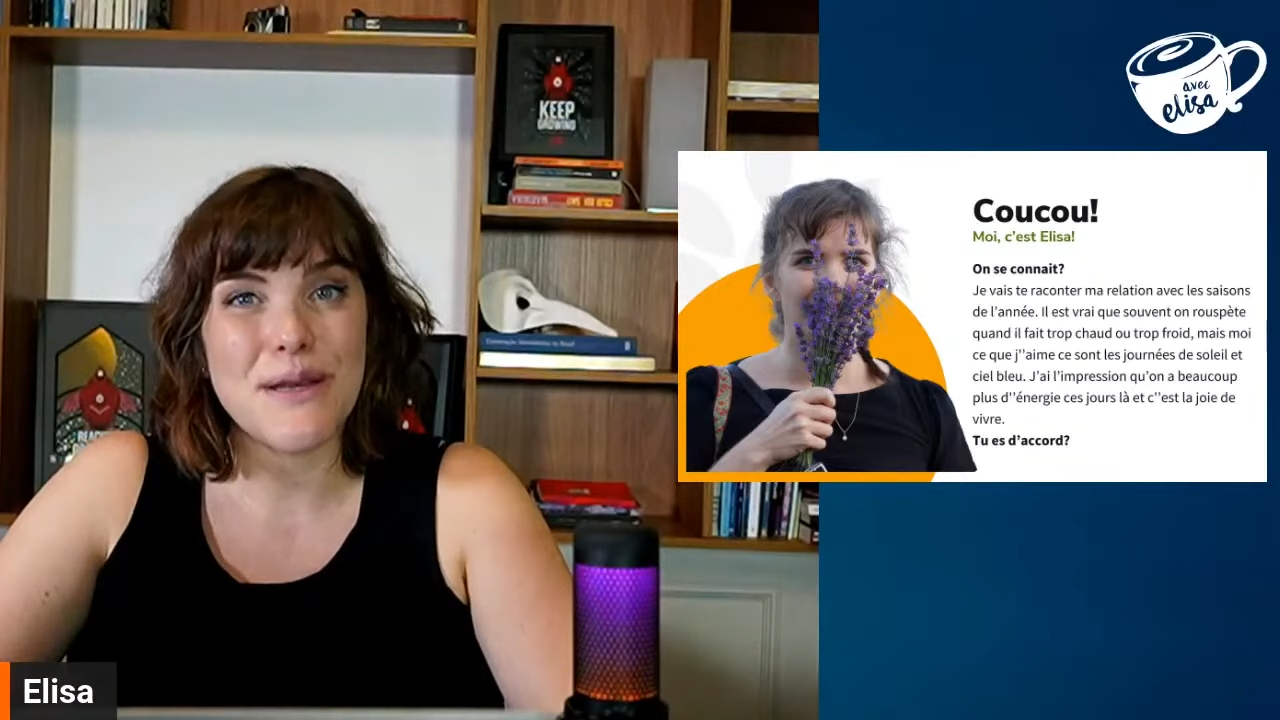 KEEP
GROWING
avec
elisa
Coucou!
Moi, c'est Elisa!
On se connait?
Je vais te raconter ma relation avec les saisons
de l'année. Il est vrai que souvent on rouspète
quand il fait trop chaud ou trop froid, mais moi
ce que j''aime ce sont les journées de soleil et
ciel bleu. J'ai l'impression qu'on a beaucoup
plus d''énergie ces jours là et c''est la joie de
vivre.
Tu es d'accord?
Elisa